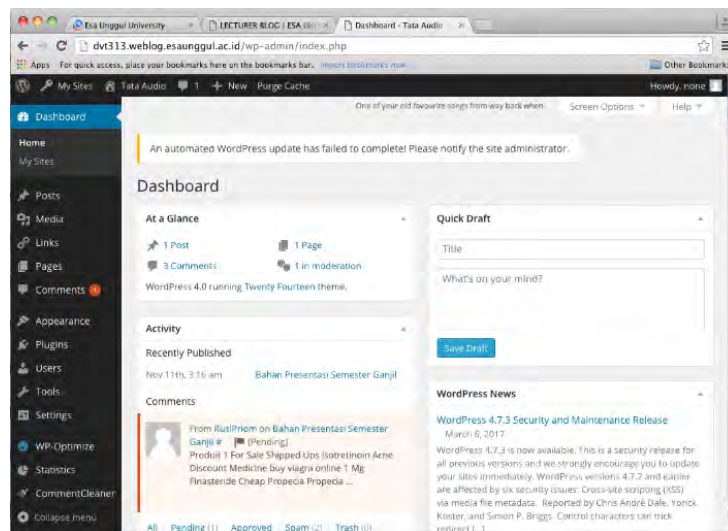 Esa Unggul University
LECTURER BLOG | ESA
Dashboard ‹ Tata Audio
dvt313.weblog.esaunggul.ac.id/wp-admin/index.php
Apps For quick access, place your bookmarks here on the bookmarks bar. Import bookmarks now...
Other Bookmark
My Sites Tata Audio 1 + New Purge Cache
Howdy, none
Dashboard
One of your old favourite songs from way back when
Screen Options
Help
Home
My Sites
An automated WordPress update has failed to complete! Please notify the site administrator.
Posts
Media
Links
Pages
Comments
Appearance
Plugins
Users
Tools
Settings
WP-Optimize
Statistics
CommentCleaner
Collapse menu
Dashboard
At a Glance
1 Post 1 Page
3 Comments 1 in moderation
WordPress 4.0 running Twenty Fourteen theme.
Activity
Recently Published
Nov 11th, 3:16 am Bahan Presentasi Semester Ganjil
Comments
From RuslPriom on Bahan Presentasi Semester
Ganjil # [Pending]
Produit 1 For Sale Shipped Ups Isotretinoin Acne
Discount Medicine buy viagra online 1 Mg
Finasteride Cheap Propecia Propecia ...
All Pending (1) Approved Spam (2) Trash (0)
Quick Draft
Title
What's on your mind?
Save Draft
WordPress News
WordPress 4.7.3 Security and Maintenance Release
March 6, 2017
WordPress 4.7.3 is now available. This is a security release for
all previous versions and we strongly encourage you to update
your sites immediately. WordPress versions 4.7.2 and earlier
are affected by six security issues: Cross-site scripting (XSS)
via media file metadata. Reported by Chris André Dale, Yorick
Koster, and Simon P. Briggs. Control characters can trick
redirect [...]